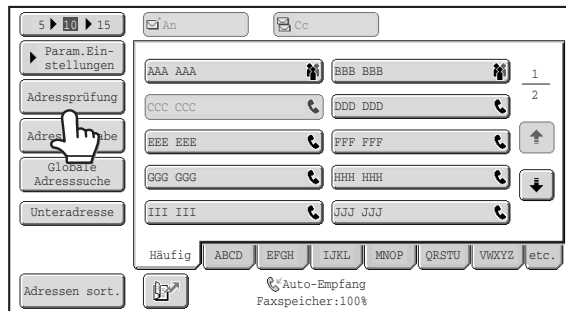 5 10 15
An
Cc
Param.Ein-
stellungen
Adressprüfung
Globale
Adresssuche
Unteradresse
Adressen sort.
AAA AAA
BBB BBB
CCC CCC
DDD DDD
EEE EEE
FFF FFF
GGG GGG
HHH HHH
III III
JJJ JJJ
1
2
Häufig
ABCD
EFGH
IJKL
MNOP
QRSTU
VWXYZ
etc.
Auto-Empfang
Faxspeicher:100%